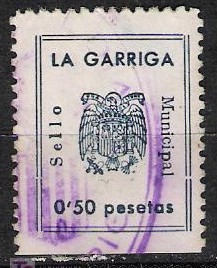 LA GARRIGA
Sello
Municipal
0'50 pesetas